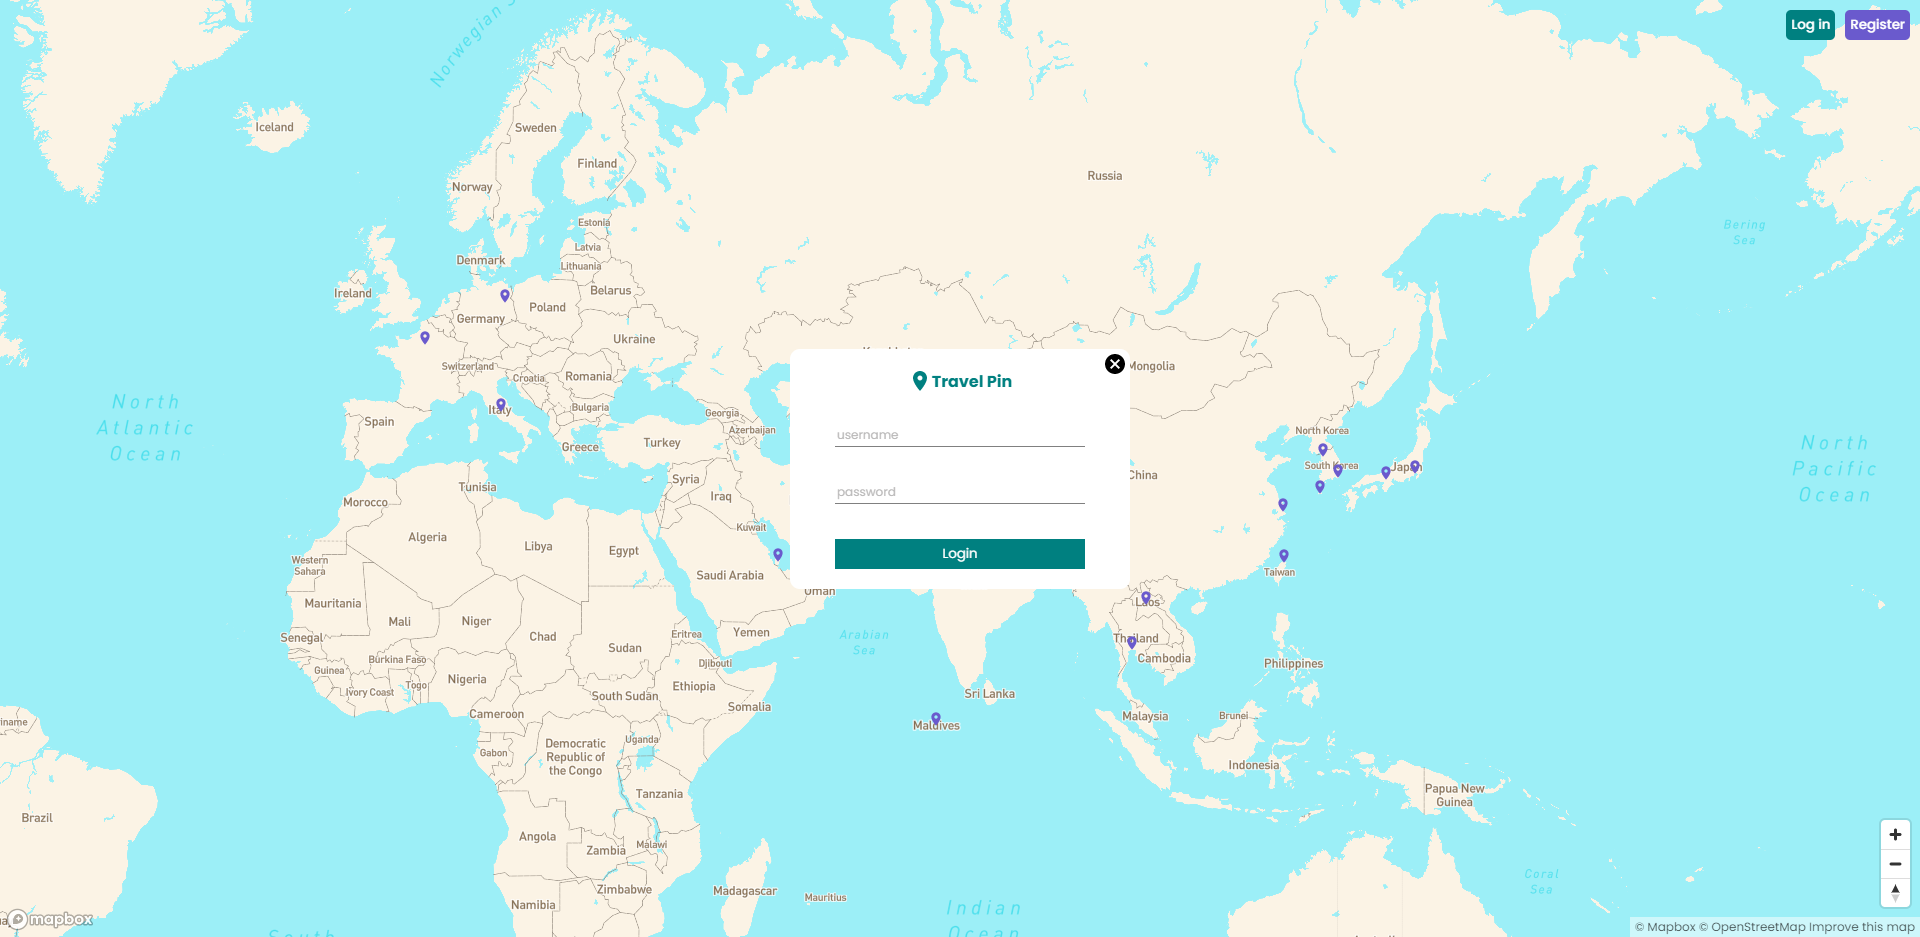 Log in
Register
Norwegian
Iceland
Sweden
Finland
Russia
Norway
Estonia
Bering
Sea
Latvia
Denmark
Lithuania
Ireland
Belarus
Poland
Germany
Ukraine
Switzerland
Mongolia
Croatia
Romania
Travel Pin
North
Atlantic
Ocean
Italy
Bulgaria
Georgia
Spain
Azerbaijan
North Korea
username
Greece
Turkey
North
Pacific
Ocean
South Korea
Japan
China
Syria
Tunisia
Iraq
password
Morocco
Kuwait
Algeria
Libya
Egypt
Login
Western
Sahara
Saudi Arabia
Taiwan
Oman
Mauritania
Laos
Mali
Niger
Chad
Senegal
Eritrea
Yemen
Arabian
Sea
Thailand
Sudan
Burkina Faso
Djibouti
Cambodia
Philippines
Guinea
Nigeria
Togo
Ivory Coast
Ethiopia
South Sudan
Sri Lanka
Somalia
Cameroon
Malaysia
Brunei
iname
Maldives
Uganda
Gabon
Democratic
Republic of
the Congo
Indonesia
Tanzania
Papua New
Guinea
Brazil
Angola
Malawi
Zambia
Zimbabwe
Madagascar
Mauritius
Coral
Sea
Namibia
Indian
Ocean
mapbox
South
© Mapbox © OpenStreetMap Improve this map